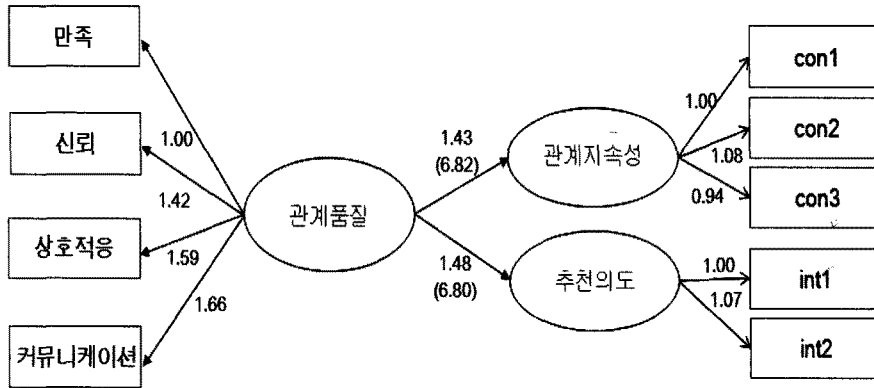 만족
신뢰
상호적응
커뮤니케이션
1.00
1.42
1.59
1.66
관계품질
1.43
(6.82)
1.48
(6.80)
관계지속성
추천의도
1.00
1.08
0.94
1.00
1.07
con1
con2
con3
int1
int2